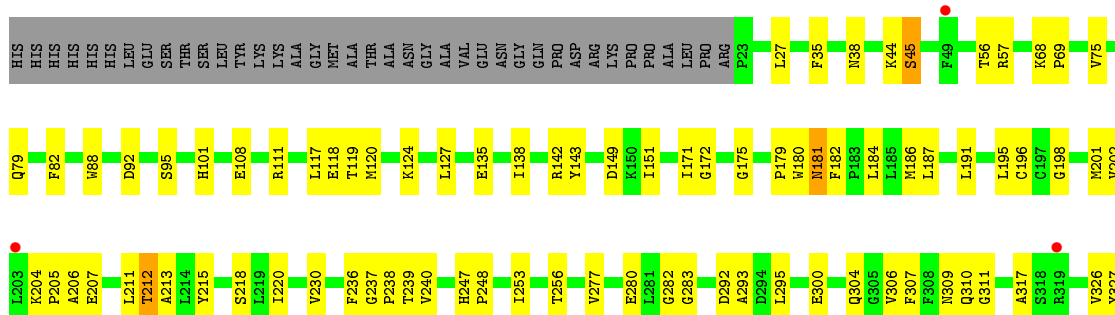 HIS HIS HIS HIS HIS HIS HIS LEU GLU SER THR SER LEU TYR LYS LYS ALA GLY MET ALA THR ALA ASN GLY ALA VAL GLU ASN GLY GLN PRO ASP ARG LYS PRO PRO ALA LEU PRO ARG P23 L27 F35 N38 K44 S45 F49 T56 R57 K68 P69 V75
Q79 F82 W88 D92 S95 H101 E108 R111 L117 E118 T119 M120 K124 L127 E135 I138 R142 Y143 D149 K150 I151 I171 G172 G175 P179 W180 N181 F182 P183 L184 L185 M186 L187 L191 L195 C196 C197 G198 M201 V202
L203 K204 P205 A206 E207 L211 T212 A213 L214 Y215 S218 L219 I220 V230 F236 G237 P238 T239 V240 H247 P248 I253 T256 V277 E280 L281 G282 G283 D292 A293 D294 L295 E300 Q304 G305 V306 F307 F308 N309 Q310 G311 A317 S318 R319 V326 Y327